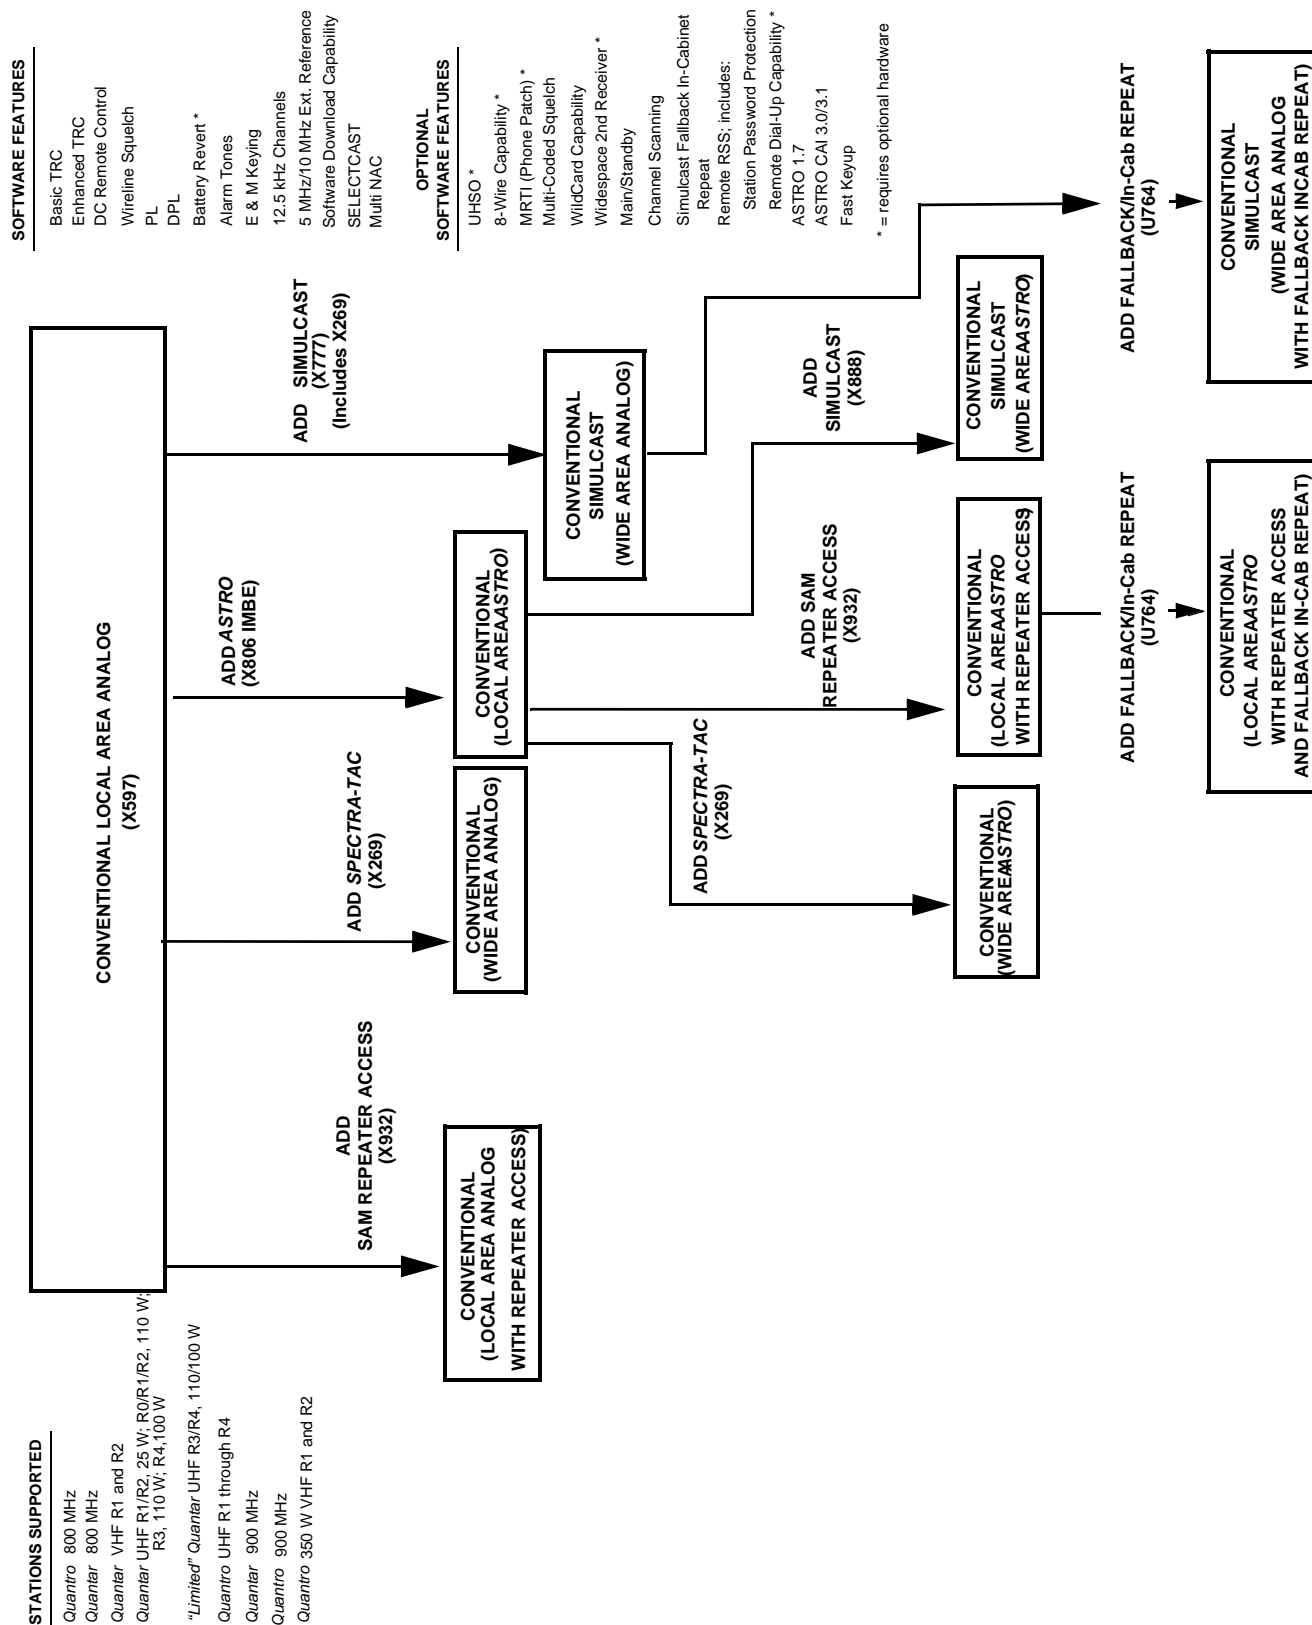 STATIONS SUPPORTED
Quantro 800 MHz
Quantar 800 MHz
Quantar VHF R1 and R2
Quantar UHF R1/R2, 25 W; R0/R1/R2, 110 W;
R3, 110 W; R4,100 W
"Limited" Quantar UHF R3/R4, 110/100 W
Quantro UHF R1 through R4
Quantar 900 MHz
Quantro 900 MHz
Quantro 350 W VHF R1 and R2
CONVENTIONAL LOCAL AREA ANALOG
(X597)
SOFTWARE FEATURES
Basic TRC
Enhanced TRC
DC Remote Control
Wireline Squelch
PL
DPL
Battery Revert *
Alarm Tones
E & M Keying
12.5 kHz Channels
5 MHz/10 MHz Ext. Reference
Software Download Capability
SELECTCAST
Multi NAC
OPTIONAL
SOFTWARE FEATURES
UHSO *
8-Wire Capability *
MRTI (Phone Patch) *
Multi-Coded Squelch
WildCard Capability
Widespace 2nd Receiver *
Main/Standby
Channel Scanning
Simulcast Fallback In-Cabinet
Repeat
Remote RSS; includes:
Station Password Protection
Remote Dial-Up Capability *
ASTRO 1.7
ASTRO CAI 3.0/3.1
Fast Keyup
* = requires optional hardware
ADD
SAM REPEATER ACCESS
(X932)
ADD SPECTRA-TAC
(X269)
ADD ASTRO
(X806 IMBE)
ADD SIMULCAST
(X777)
(Includes X269)
CONVENTIONAL
(LOCAL AREA ANALOG
WITH REPEATER ACCESS)
CONVENTIONAL
(WIDE AREA ANALOG)
CONVENTIONAL
(LOCAL AREA ASTRO)
CONVENTIONAL
SIMULCAST
(WIDE AREA ANALOG)
ADD SPECTRA-TAC
(X269)
ADD SAM
REPEATER ACCESS
(X932)
ADD
SIMULCAST
(X888)
CONVENTIONAL
(WIDE AREA ASTRO)
CONVENTIONAL
(LOCAL AREA ASTRO
WITH REPEATER ACCESS)
CONVENTIONAL
SIMULCAST
(WIDE AREA ASTRO)
ADD FALLBACK/In-Cab REPEAT
(U764)
ADD FALLBACK/In-Cab REPEAT
(U764)
CONVENTIONAL
(LOCAL AREA ASTRO
WITH REPEATER ACCESS
AND FALLBACK IN-CAB REPEAT)
CONVENTIONAL
SIMULCAST
(WIDE AREA ANALOG
WITH FALLBACK INCAB REPEAT)